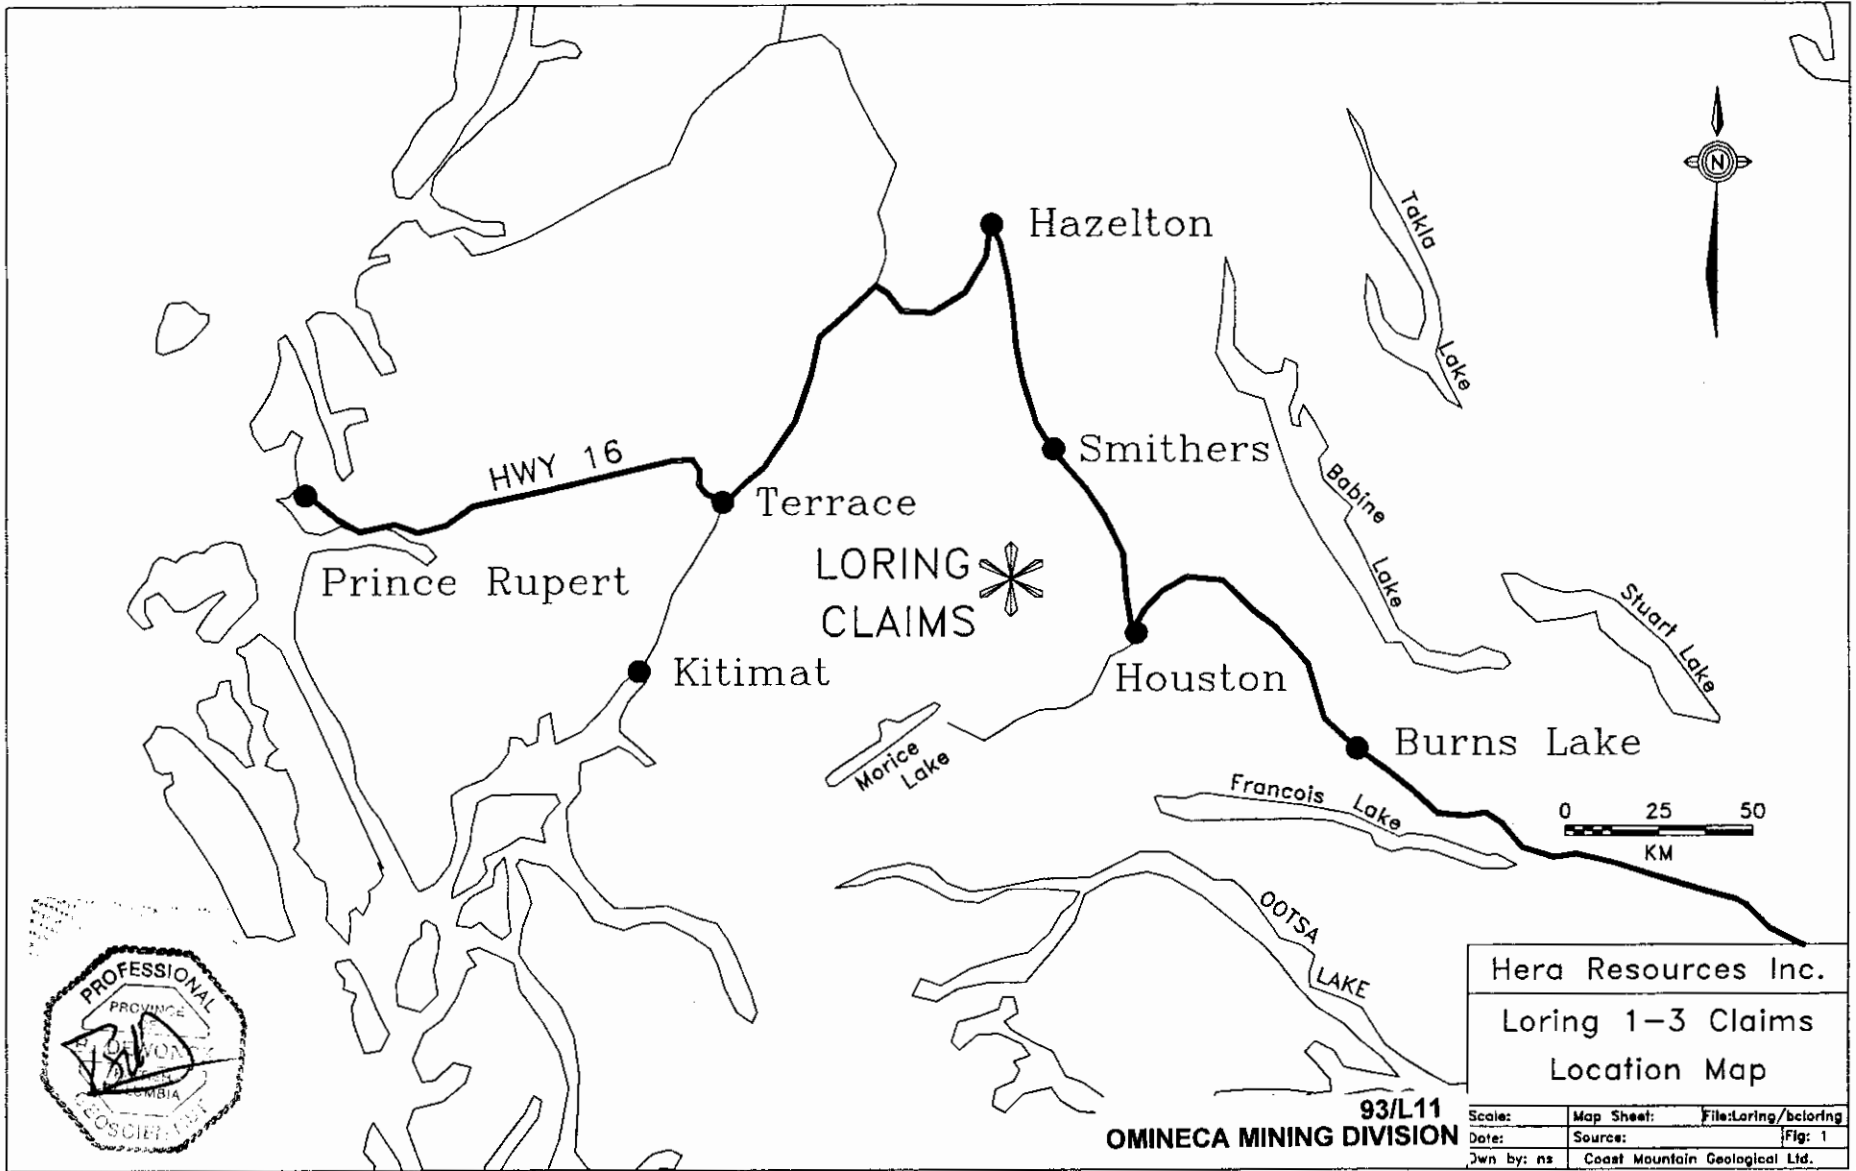 Hazelton
Takla
Lake
N
Smithers
HWY 16
Terrace
Babine
Lake
LORING
CLAIMS
Prince Rupert
Stuart Lake
Kitimat
Houston
Morice
Lake
Burns Lake
Francois Lake
0 25 50
KM
OOTSA
LAKE
PROFESSIONAL
PROVINCE
Hera Resources Inc.
Loring 1-3 Claims
Location Map
93/L11
OMINECA MINING DIVISION
Scale: Map Sheet: File:Loring/bcloring
Date: Source: Fig: 1
Dwn by: ns Coast Mountain Geological Ltd.